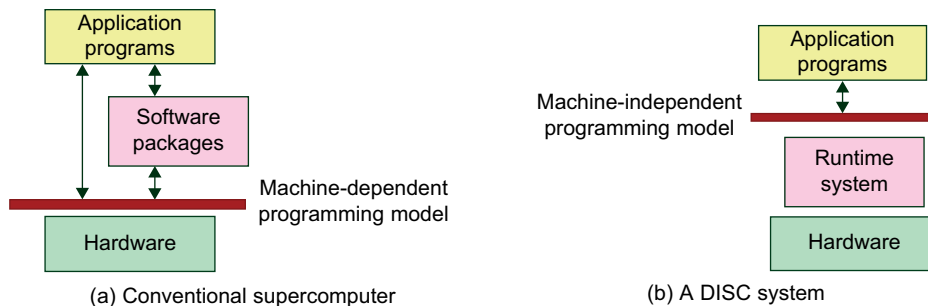 Application
programs
Software
packages
Machine-dependent
programming model
Hardware
(a) Conventional supercomputer
Application
programs
Machine-independent
programming model
Runtime
system
Hardware
(b) A DISC system